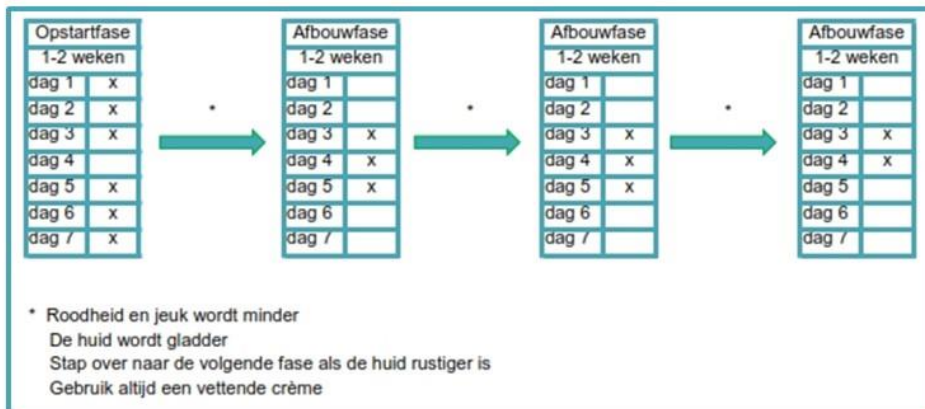 Opstartfase Afbouwfase Afbouwfase Afbouwfase
1-2 weken 1-2 weken 1-2 weken 1-2 weken
dag 1 x dag 1 dag 1 dag 1
dag 2 x * dag 2 * dag 2 * dag 2
dag 3 x dag 3 x dag 3 x dag 3 x
dag 4 dag 4 x dag 4 x dag 4 x
dag 5 x dag 5 x dag 5 x dag 5
dag 6 x dag 6 dag 6 dag 6
dag 7 x dag 7 dag 7 dag 7
* Roodheid en jeuk wordt minder
De huid wordt gladder
Stap over naar de volgende fase als de huid rustiger is
Gebruik altijd een vettende crème